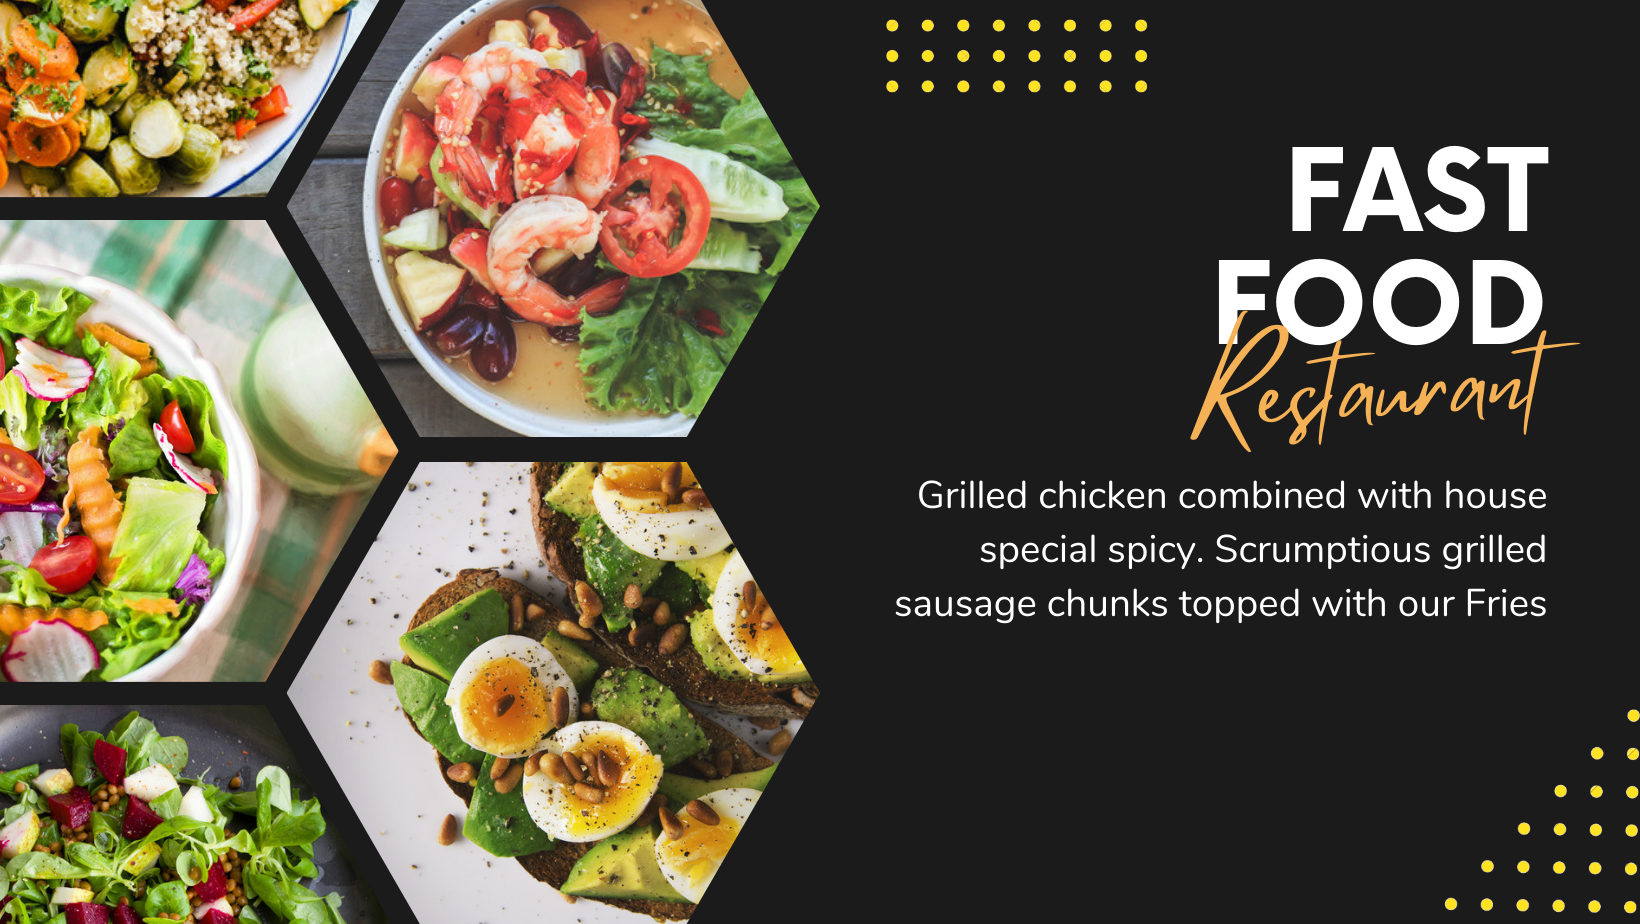 FAST
FOOD
Restaurant
Grilled chicken combined with house
special spicy. Scrumptious grilled
sausage chunks topped with our Fries